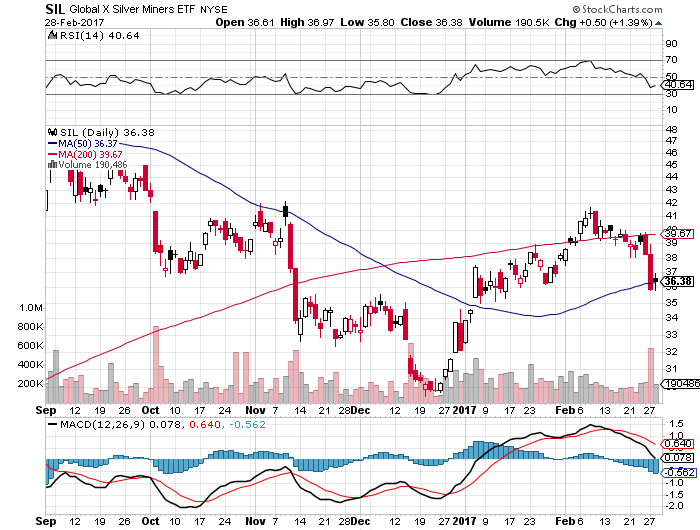 SIL Global X Silver Miners ETF NYSE © StockCharts.com
28-Feb-2017 Open 36.61 High 36.97 Low 35.80 Close 36.38 Volume 190.5K Chg +0.50 (+1.39%)
RSI(14) 40.64
90
70
50
40.64
30
10
SIL (Daily) 36.38
MA(50) 36.37
MA(200) 39.67
Volume 190,486
48
47
46
45
44
43
42
41
40
39.67
39
38
37
36.38
35
34
33
32
31
30
1.0M
800K
600K
400K
200K
190486
Sep 12 19 26 Oct 10 17 24 Nov 7 14 21 28 Dec 12 19 27 2017 9 17 23 Feb 6 13 21 27
MACD(12,26,9) 0.078, 0.640, -0.562
1.5
1.0
0.640
0.078
-0.562
-1.0
-1.5
-2.0
Sep 12 19 26 Oct 10 17 24 Nov 7 14 21 28 Dec 12 19 27 2017 9 17 23 Feb 6 13 21 27